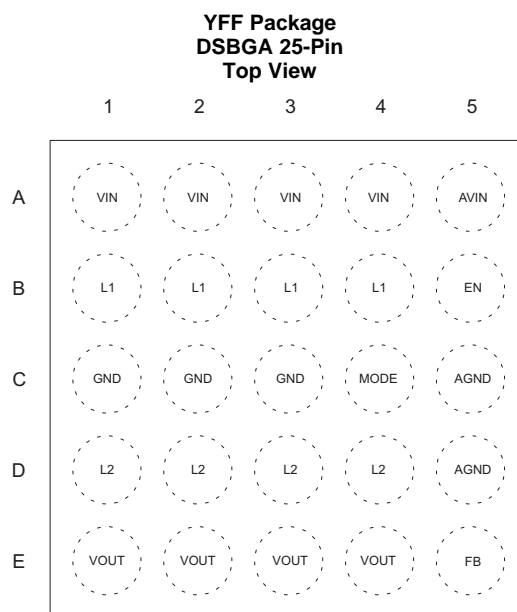 YFF Package
DSBGA 25-Pin
Top View
1 2 3 4 5
A VIN VIN VIN VIN AVIN
B L1 L1 L1 L1 EN
C GND GND GND MODE AGND
D L2 L2 L2 L2 AGND
E VOUT VOUT VOUT VOUT FB